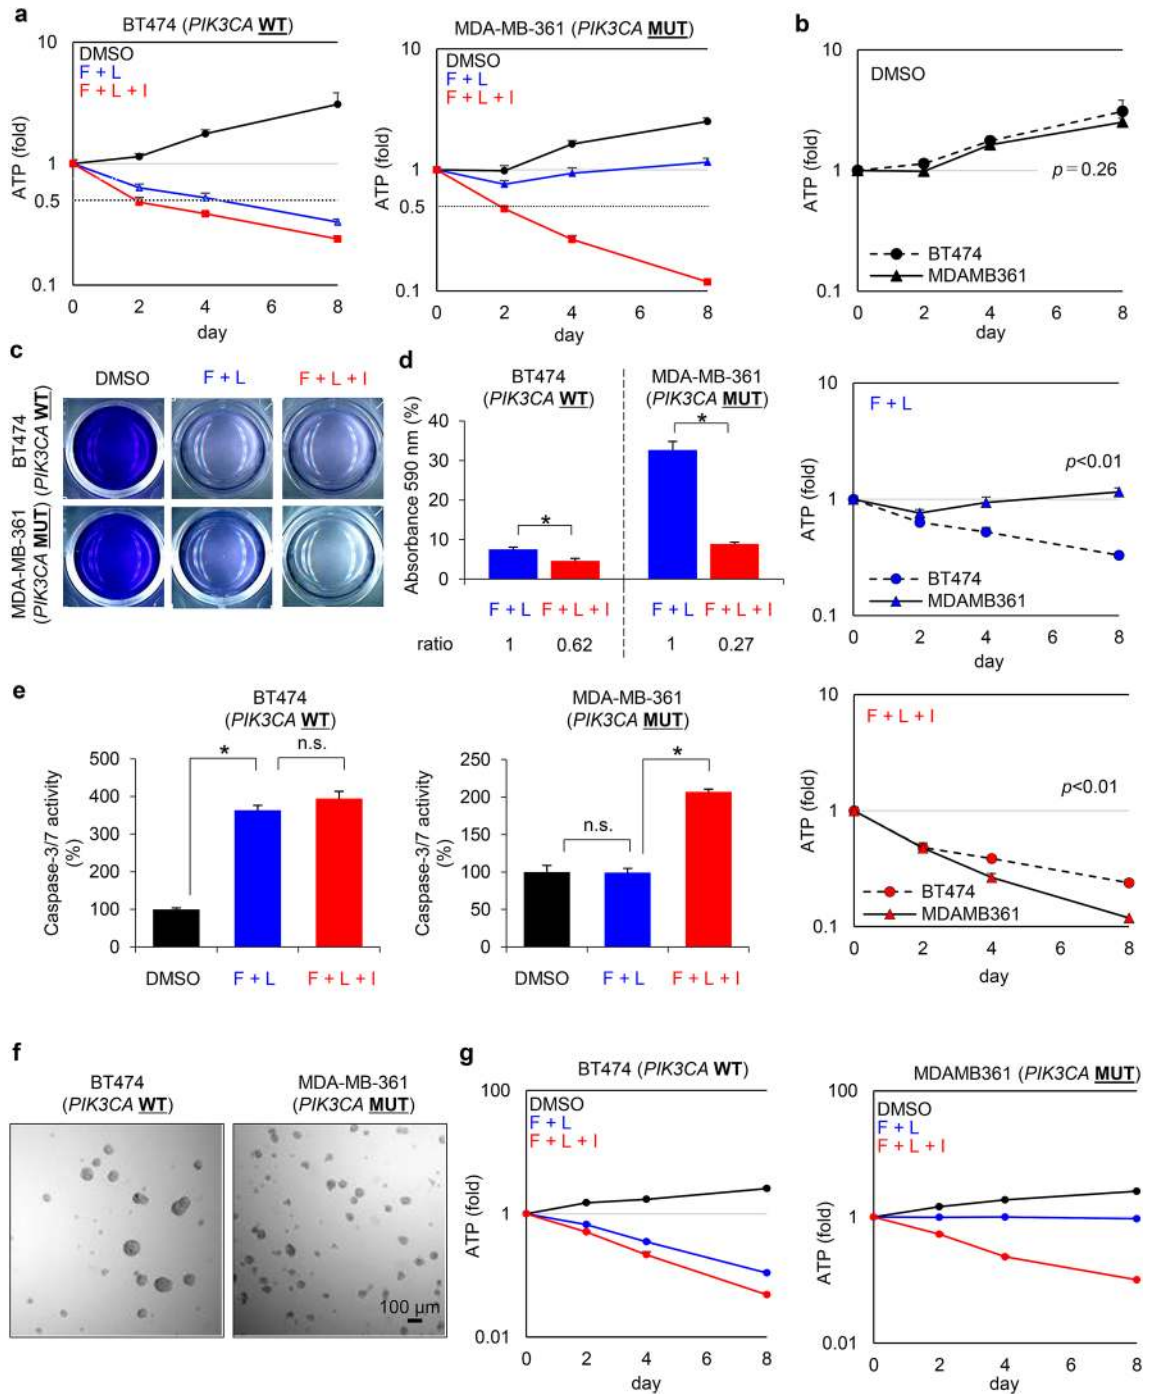 a
BT474 (PIK3CA WT)
10
1
0.5
0.1
ATP (fold)
DMSO
F + L
F + L + I
0 2 4 6 8
day
MDA-MB-361 (PIK3CA MUT)
10
1
0.5
0.1
ATP (fold)
DMSO
F + L
F + L + I
0 2 4 6 8
day
b
10
1
0.1
ATP (fold)
DMSO
p=0.26
BT474
MDAMB361
0 2 4 6 8
day
10
1
0.1
ATP (fold)
F + L
p<0.01
BT474
MDAMB361
0 2 4 6 8
day
10
1
0.1
ATP (fold)
F + L + I
p<0.01
BT474
MDAMB361
0 2 4 6 8
day
c
DMSO F + L F + L + I
BT474
(PIK3CA WT)
MDA-MB-361
(PIK3CA MUT)
d
BT474
(PIK3CA WT)
MDA-MB-361
(PIK3CA MUT)
Absorbance 590 nm (%)
40
30
20
10
0
*
*
F + L F + L + I F + L F + L + I
ratio 1 0.62 1 0.27
e
BT474
(PIK3CA WT)
Caspase-3/7 activity
(%)
500
400
300
200
100
0
* n.s.
DMSO F + L F + L + I
MDA-MB-361
(PIK3CA MUT)
Caspase-3/7 activity
(%)
250
200
150
100
50
0
n.s. *
DMSO F + L F + L + I
f
BT474
(PIK3CA WT)
MDA-MB-361
(PIK3CA MUT)
100 µm
g
BT474 (PIK3CA WT)
100
1
0.01
ATP (fold)
DMSO
F + L
F + L + I
0 2 4 6 8
day
MDAMB361 (PIK3CA MUT)
100
1
0.01
ATP (fold)
DMSO
F + L
F + L + I
0 2 4 6 8
day